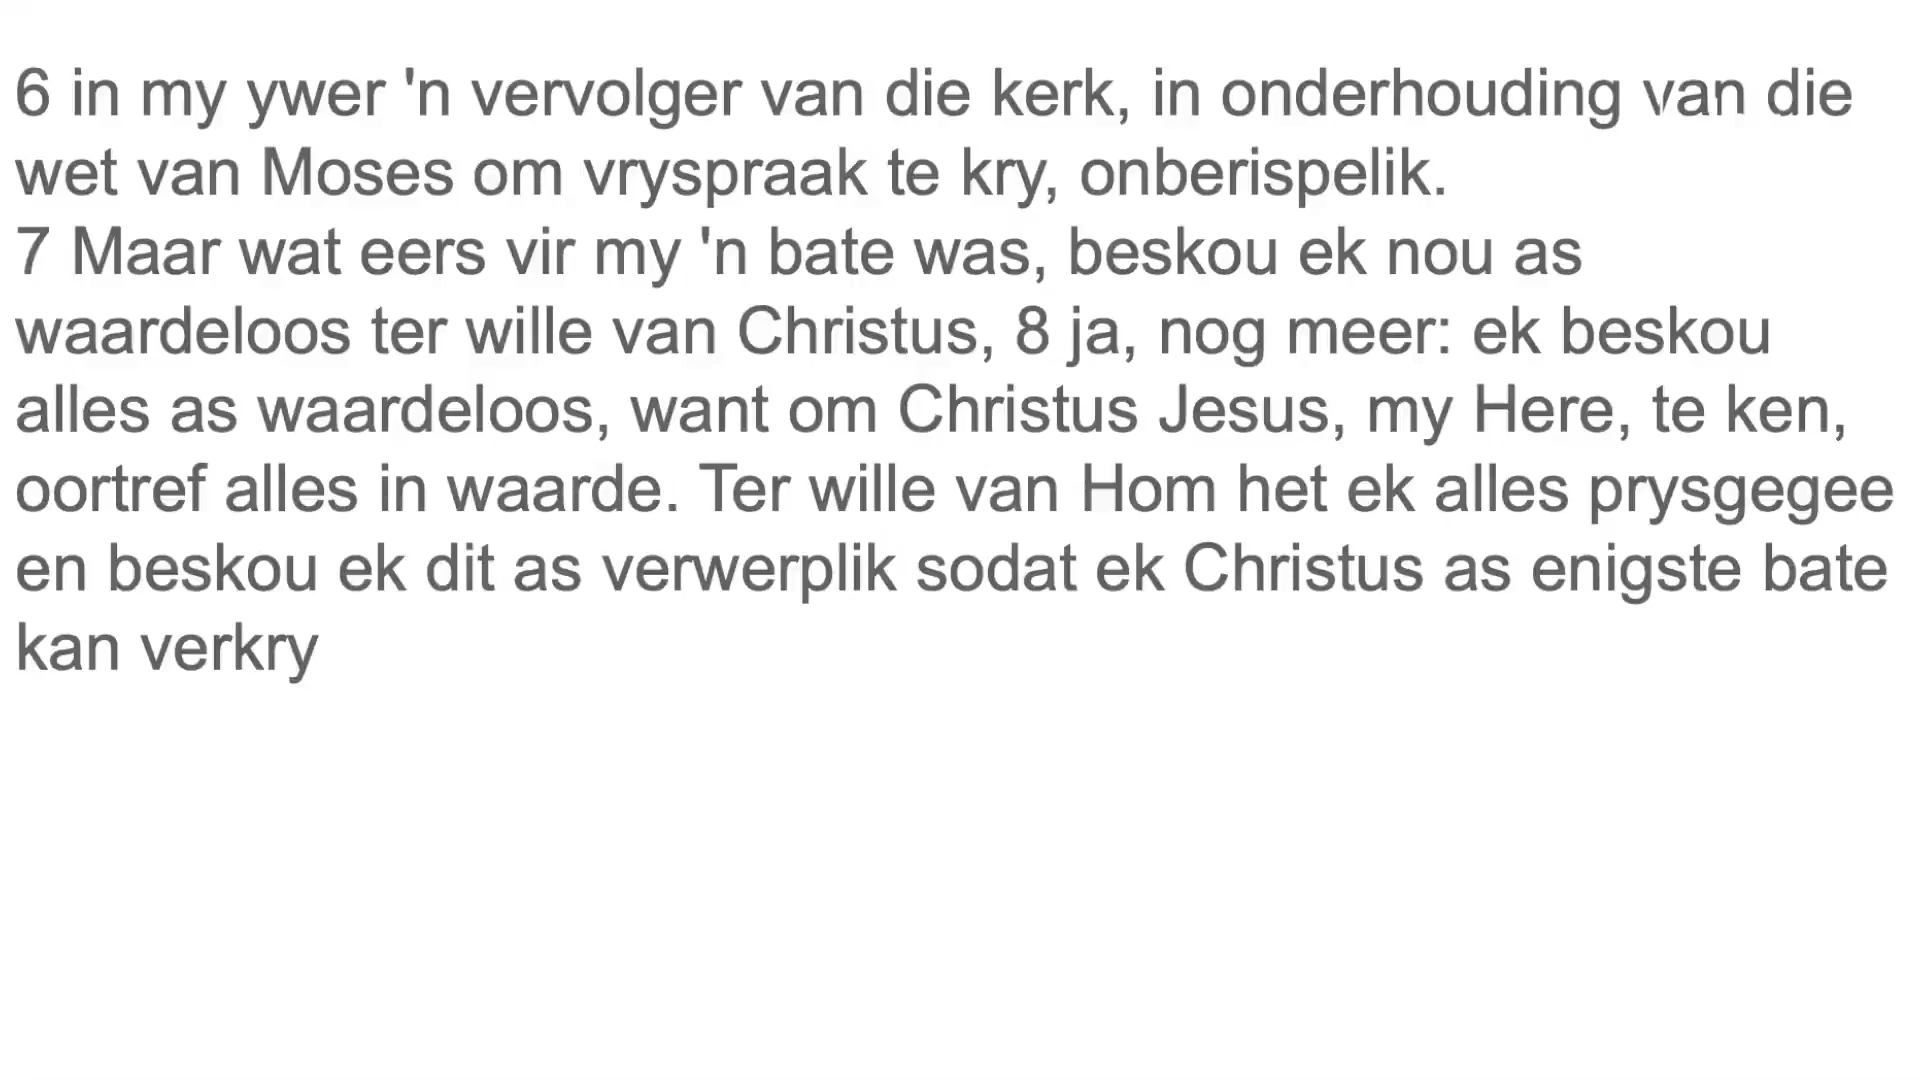 6 in my ywer 'n vervolger van die kerk, in onderhouding van die
wet van Moses om vryspraak te kry, onberispelik.
7 Maar wat eers vir my 'n bate was, beskou ek nou as
waardeloos ter wille van Christus, 8 ja, nog meer: ek beskou
alles as waardeloos, want om Christus Jesus, my Here, te ken,
oortref alles in waarde. Ter wille van Hom het ek alles prysgegee
en beskou ek dit as verwerplik sodat ek Christus as enigste bate
kan verkry